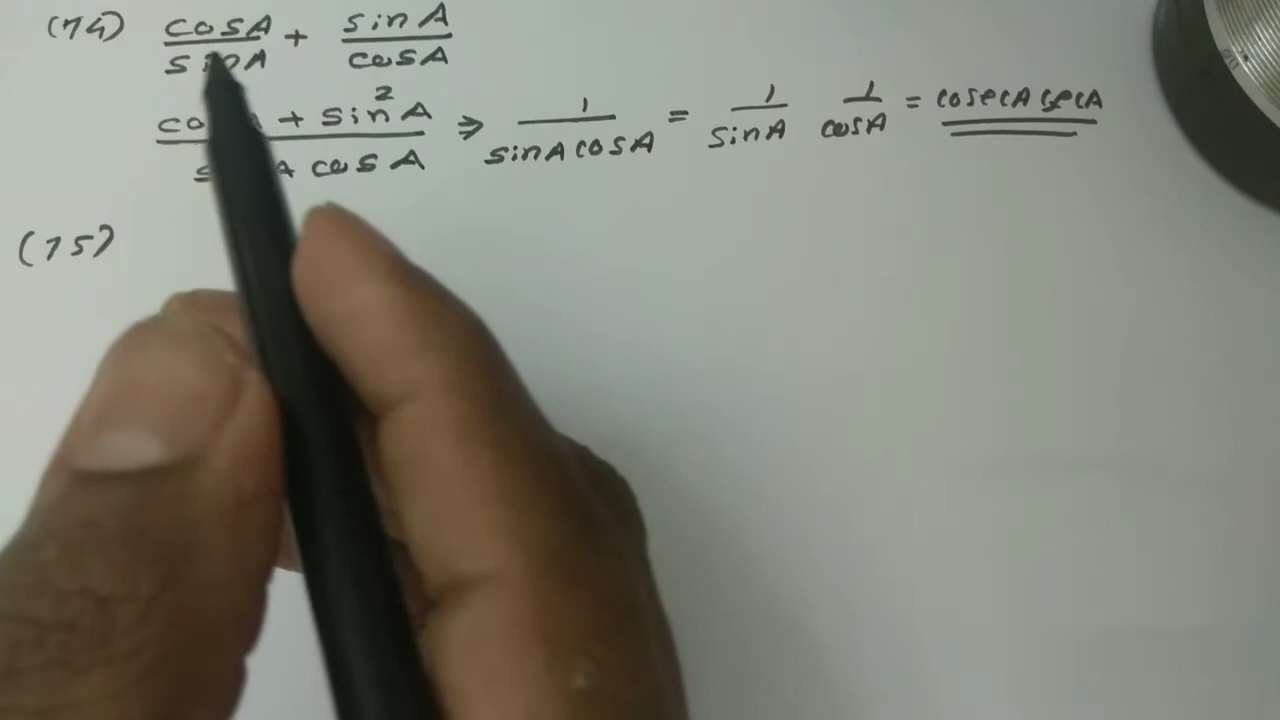 (74) cosA/sinA + sinA/cosA
+ sin²A / cosA ⇒ 1/sinAcosA = 1/sinA 1/cosA = cosecA secA
(75)